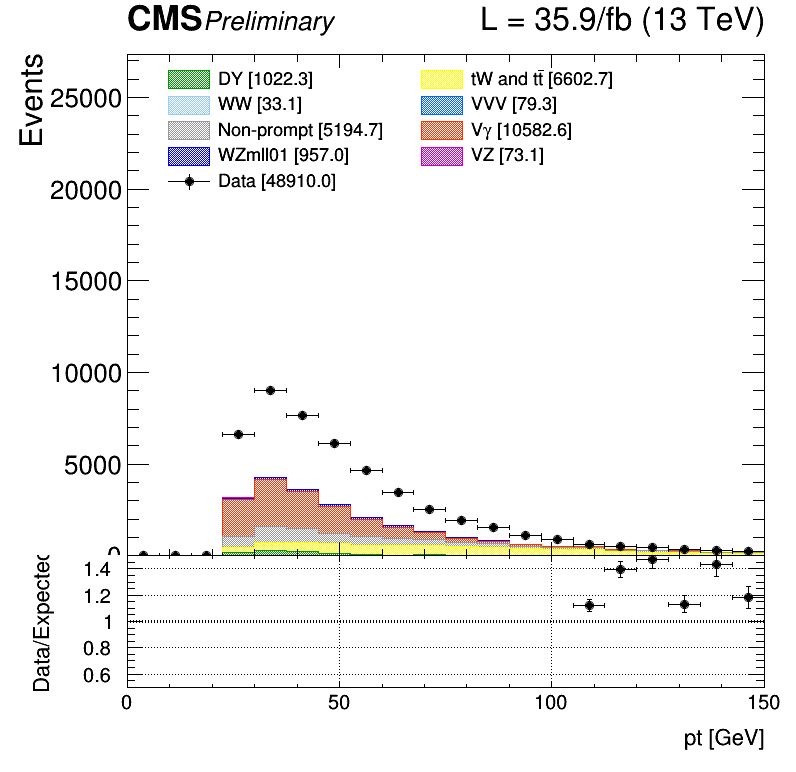 CMS Preliminary L = 35.9/fb (13 TeV)
Events
25000
20000
15000
10000
5000
0
DY [1022.3]
WW [33.1]
Non-prompt [5194.7]
WZmll01 [957.0]
Data [48910.0]
tW and tt̄ [6602.7]
VVV [79.3]
Vγ [10582.6]
VZ [73.1]
Data/Expected
1.4
1.2
1
0.8
0.6
0 50 100 150
pt [GeV]